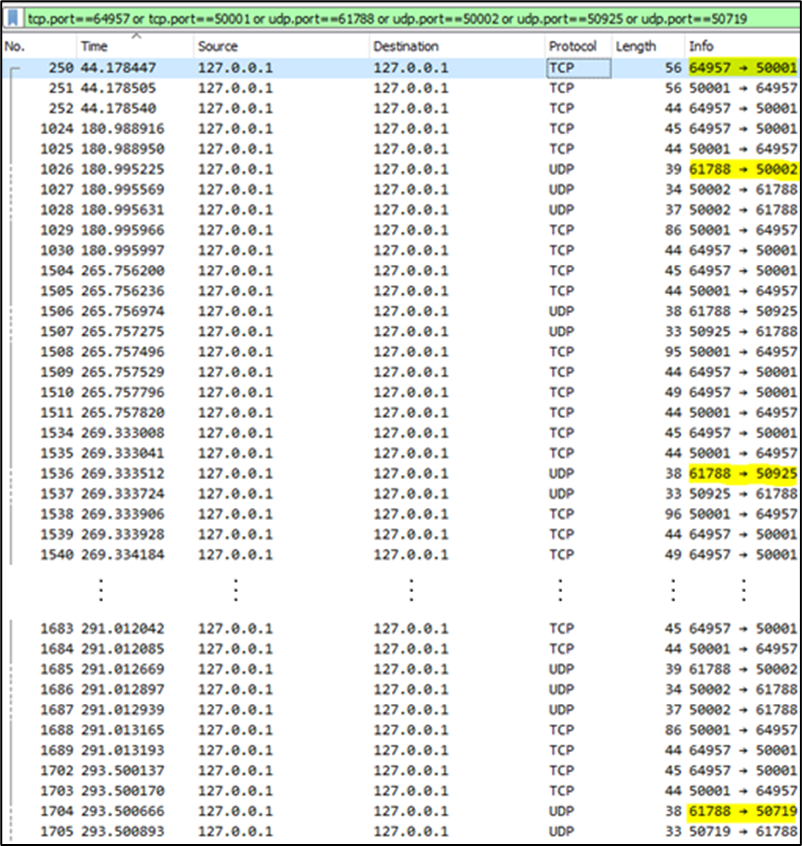 tcp.port==64957 or tcp.port==50001 or udp.port==61788 or udp.port==50002 or udp.port==50925 or udp.port==50719
No. Time Source Destination Protocol Length Info
250 44.178447 127.0.0.1 127.0.0.1 TCP 56 64957 → 50001
251 44.178505 127.0.0.1 127.0.0.1 TCP 56 50001 → 64957
252 44.178540 127.0.0.1 127.0.0.1 TCP 44 64957 → 50001
1024 180.988916 127.0.0.1 127.0.0.1 TCP 45 64957 → 50001
1025 180.988950 127.0.0.1 127.0.0.1 TCP 44 50001 → 64957
1026 180.995225 127.0.0.1 127.0.0.1 UDP 39 61788 → 50002
1027 180.995569 127.0.0.1 127.0.0.1 UDP 34 50002 → 61788
1028 180.995631 127.0.0.1 127.0.0.1 UDP 37 50002 → 61788
1029 180.995966 127.0.0.1 127.0.0.1 TCP 86 50001 → 64957
1030 180.995997 127.0.0.1 127.0.0.1 TCP 44 64957 → 50001
1504 265.756200 127.0.0.1 127.0.0.1 TCP 45 64957 → 50001
1505 265.756236 127.0.0.1 127.0.0.1 TCP 44 50001 → 64957
1506 265.756974 127.0.0.1 127.0.0.1 UDP 38 61788 → 50925
1507 265.757275 127.0.0.1 127.0.0.1 UDP 33 50925 → 61788
1508 265.757496 127.0.0.1 127.0.0.1 TCP 95 50001 → 64957
1509 265.757529 127.0.0.1 127.0.0.1 TCP 44 64957 → 50001
1510 265.757796 127.0.0.1 127.0.0.1 TCP 49 64957 → 50001
1511 265.757820 127.0.0.1 127.0.0.1 TCP 44 50001 → 64957
1534 269.333008 127.0.0.1 127.0.0.1 TCP 45 64957 → 50001
1535 269.333041 127.0.0.1 127.0.0.1 TCP 44 50001 → 64957
1536 269.333512 127.0.0.1 127.0.0.1 UDP 38 61788 → 50925
1537 269.333724 127.0.0.1 127.0.0.1 UDP 33 50925 → 61788
1538 269.333906 127.0.0.1 127.0.0.1 TCP 96 50001 → 64957
1539 269.333928 127.0.0.1 127.0.0.1 TCP 44 64957 → 50001
1540 269.334184 127.0.0.1 127.0.0.1 TCP 49 64957 → 50001
⋮ ⋮ ⋮ ⋮ ⋮ ⋮
1683 291.012042 127.0.0.1 127.0.0.1 TCP 45 64957 → 50001
1684 291.012085 127.0.0.1 127.0.0.1 TCP 44 50001 → 64957
1685 291.012669 127.0.0.1 127.0.0.1 UDP 39 61788 → 50002
1686 291.012897 127.0.0.1 127.0.0.1 UDP 34 50002 → 61788
1687 291.012939 127.0.0.1 127.0.0.1 UDP 37 50002 → 61788
1688 291.013165 127.0.0.1 127.0.0.1 TCP 86 50001 → 64957
1689 291.013193 127.0.0.1 127.0.0.1 TCP 44 64957 → 50001
1702 293.500137 127.0.0.1 127.0.0.1 TCP 45 64957 → 50001
1703 293.500170 127.0.0.1 127.0.0.1 TCP 44 50001 → 64957
1704 293.500666 127.0.0.1 127.0.0.1 UDP 38 61788 → 50719
1705 293.500893 127.0.0.1 127.0.0.1 UDP 33 50719 → 61788